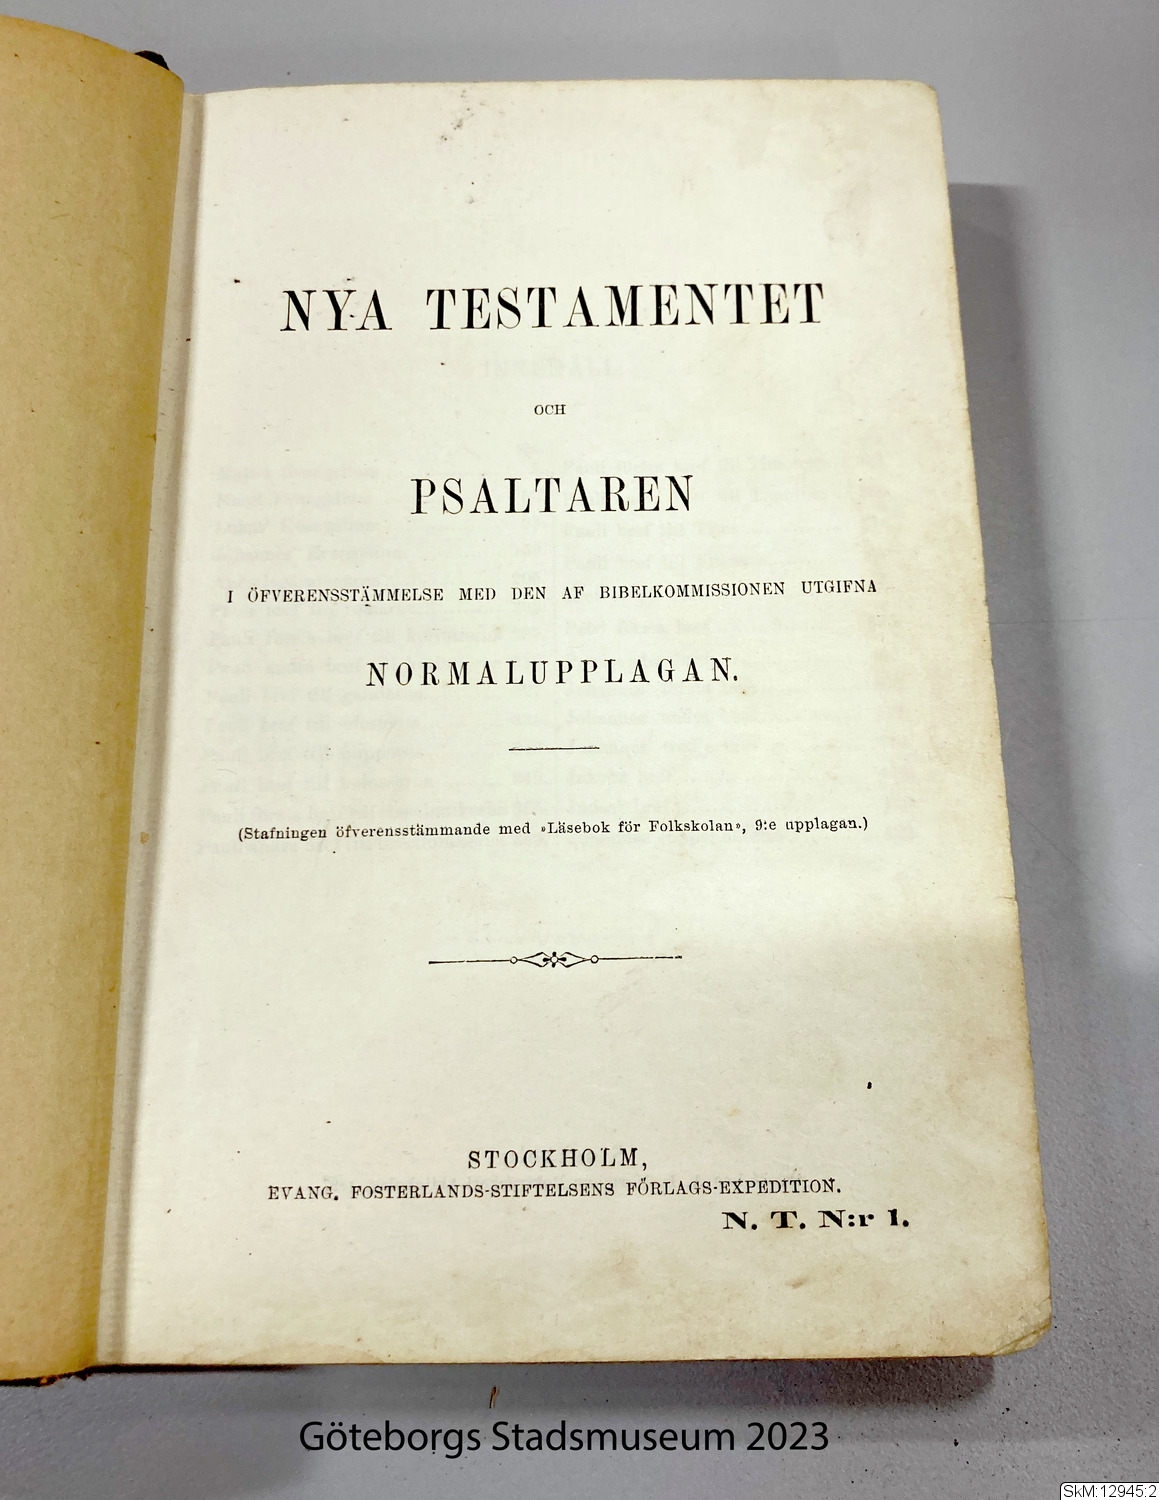 NYA TESTAMENTET
OCH
PSALTAREN
I ÖFVERENSSTÄMMELSE MED DEN AF BIBELKOMMISSIONEN UTGIFNA
NORMALUPPLAGAN.
(Stafningen öfverensstämmande med »Läsebok för Folkskolan», 9:e upplagan.)
STOCKHOLM,
EVANG. FOSTERLANDS-STIFTELSENS FÖRLAGS-EXPEDITION.
N. T. N:r 1.
Göteborgs Stadsmuseum 2023
SkM:12945:2